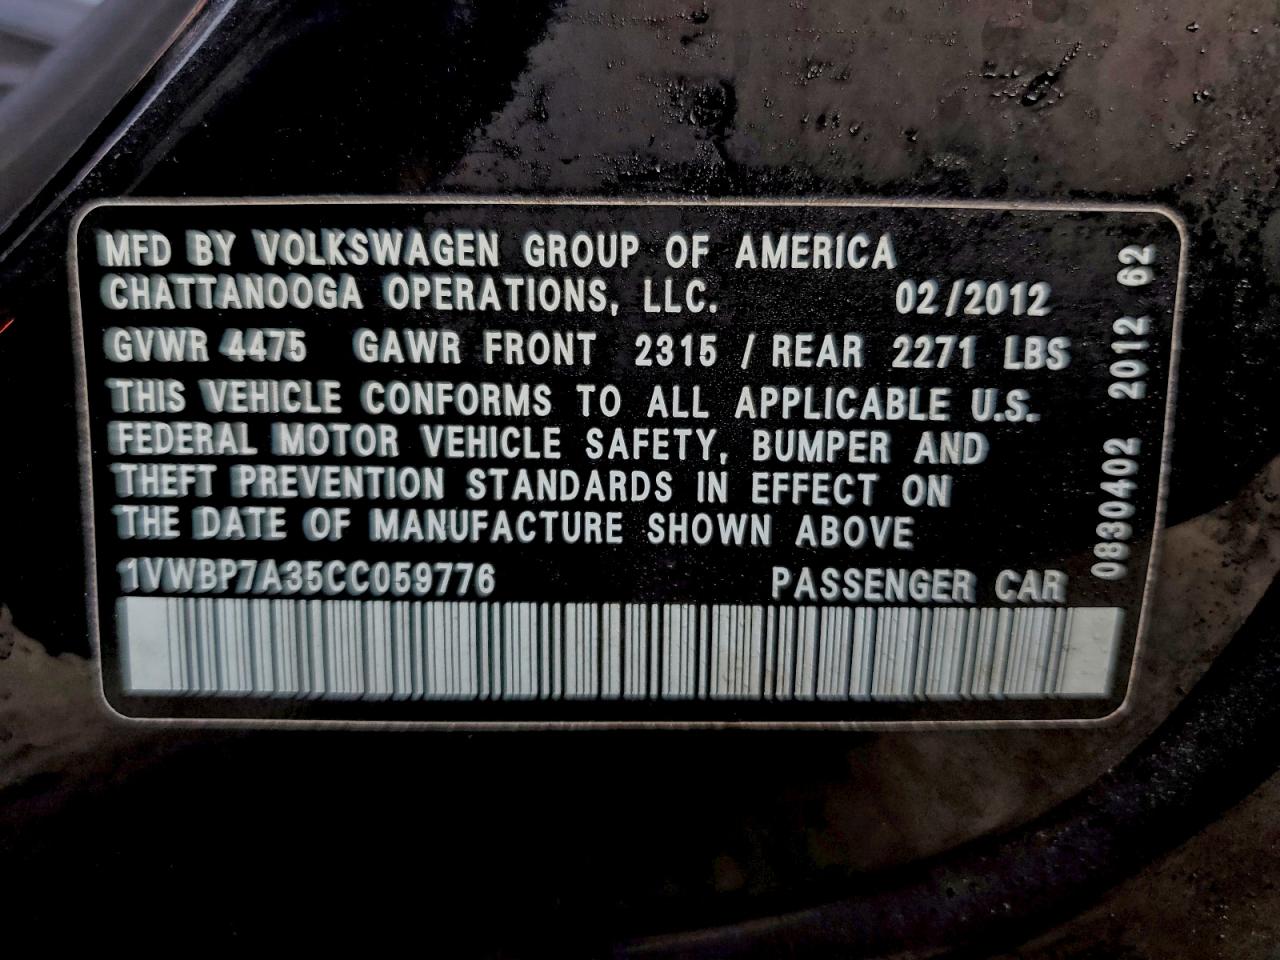 MFD BY VOLKSWAGEN GROUP OF AMERICA
CHATTANOOGA OPERATIONS, LLC. 02/2012
GVWR 4475 GAWR FRONT 2315 / REAR 2271 LBS
THIS VEHICLE CONFORMS TO ALL APPLICABLE U.S.
FEDERAL MOTOR VEHICLE SAFETY, BUMPER AND
THEFT PREVENTION STANDARDS IN EFFECT ON
THE DATE OF MANUFACTURE SHOWN ABOVE
1VWBP7A35CC059776 PASSENGER CAR
0830402 2012 62